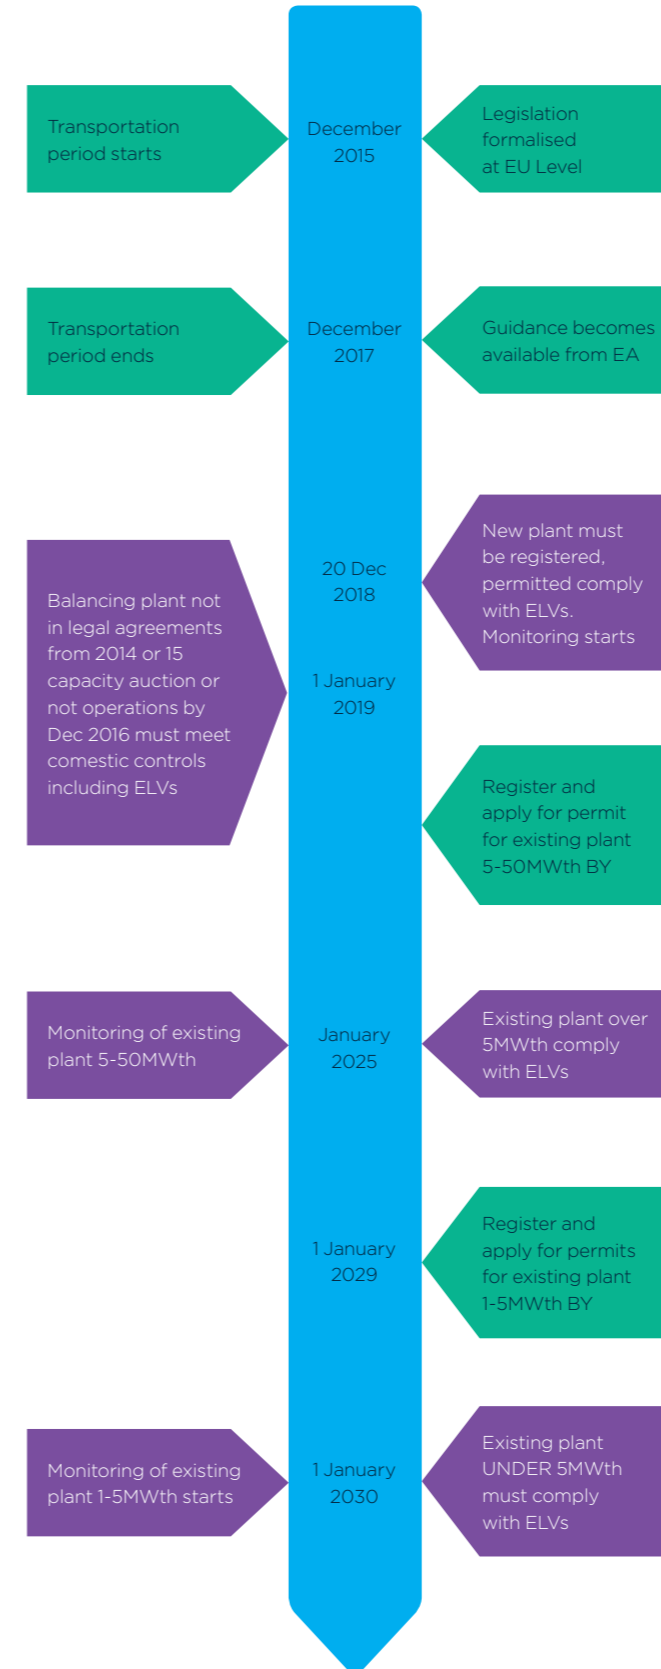 Transportation
period starts
December
2015
Legislation
formalised
at EU Level
Transportation
period ends
December
2017
Guidance becomes
available from EA
20 Dec
2018
New plant must
be registered,
permitted comply
with ELVs.
Monitoring starts
Balancing plant not
in legal agreements
from 2014 or 15
capacity auction or
not operations by
Dec 2016 must meet
comestic controls
including ELVs
1 January
2019
Register and
apply for permit
for existing plant
5-50MWth BY
Monitoring of existing
plant 5-50MWth
January
2025
Existing plant over
5MWth comply
with ELVs
1 January
2029
Register and
apply for permits
for existing plant
1-5MWth BY
Monitoring of existing
plant 1-5MWth starts
1 January
2030
Existing plant
UNDER 5MWth
must comply
with ELVs